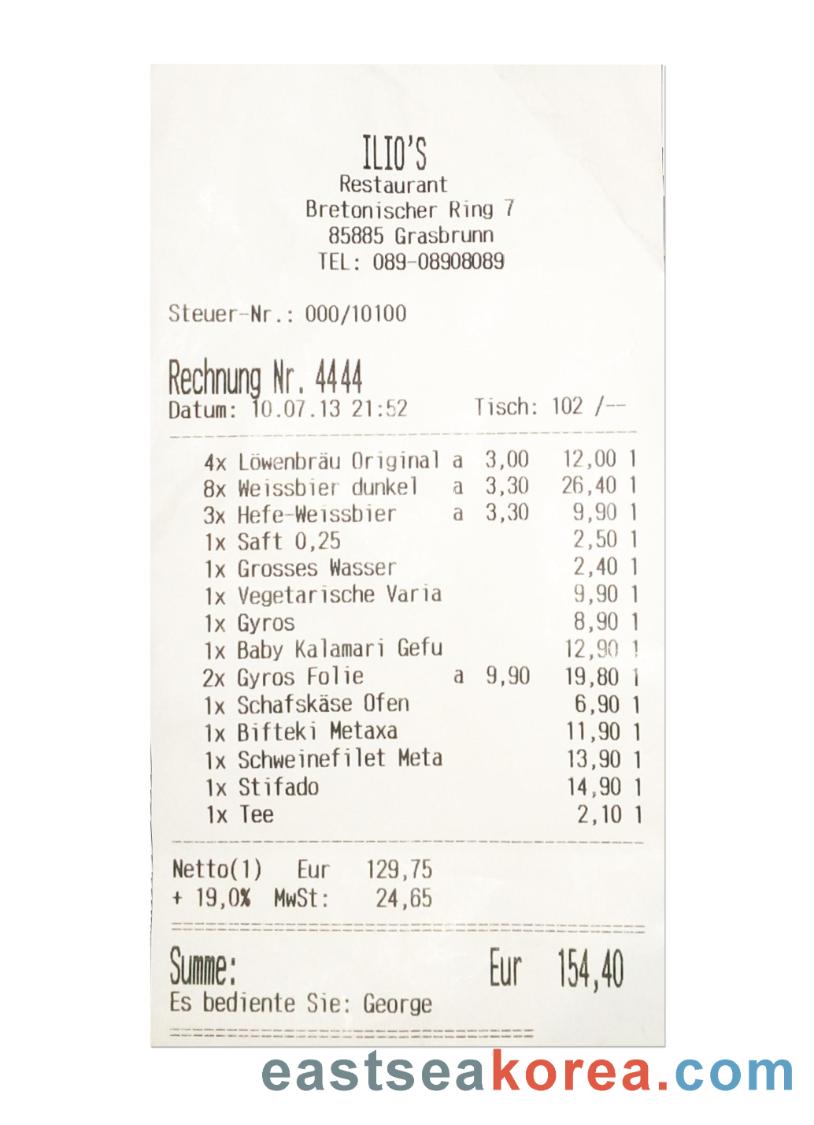 ILIO'S
Restaurant
Bretonischer Ring 7
85885 Grasbrunn
TEL: 089-08908089
Steuer-Nr.: 000/10100
Rechnung Nr. 4444
Datum: 10.07.13 21:52 Tisch: 102 /--
4x Löwenbräu Original a 3,00 12,00 1
8x Weissbier dunkel a 3,30 26,40 1
3x Hefe-Weissbier a 3,30 9,90 1
1x Saft 0,25 2,50 1
1x Grosses Wasser 2,40 1
1x Vegetarische Varia 9,90 1
1x Gyros 8,90 1
1x Baby Kalamari Gefu 12,90 1
2x Gyros Folie a 9,90 19,80 1
1x Schafskäse Ofen 6,90 1
1x Bifteki Metaxa 11,90 1
1x Schweinefilet Meta 13,90 1
1x Stifado 14,90 1
1x Tee 2,10 1
Netto(1) Eur 129,75
+ 19,0% MwSt: 24,65
Summe: Eur 154,40
Es bediente Sie: George
eastseakorea.com